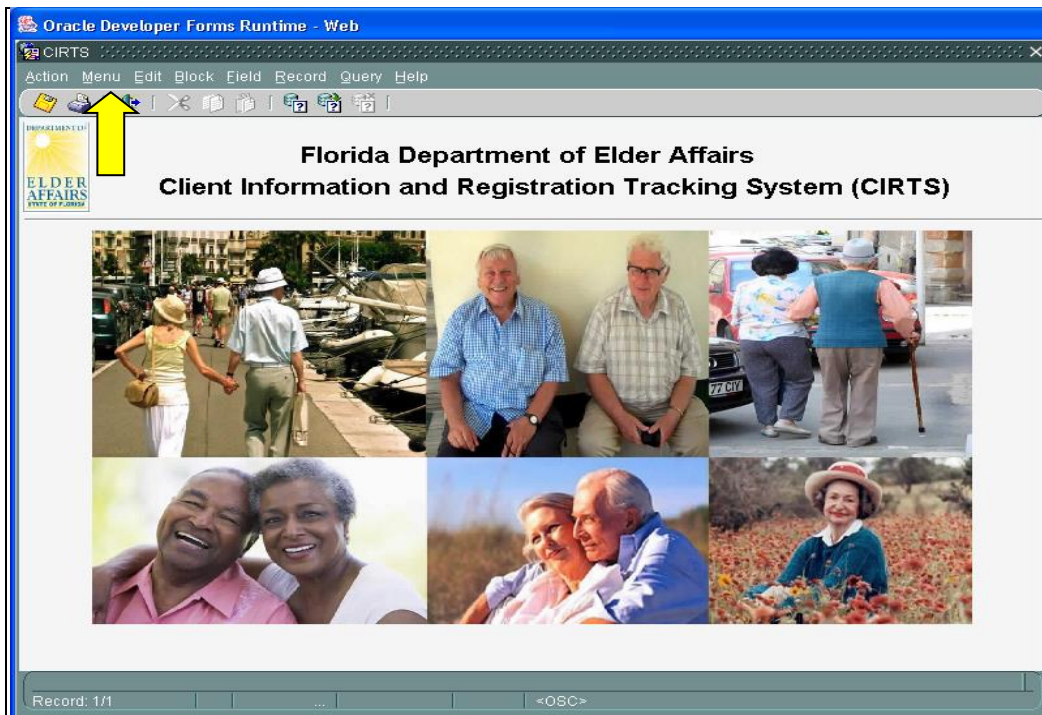 Oracle Developer Forms Runtime - Web
CIRTS
Action Menu Edit Block Field Record Query Help
DEPARTMENT OF
ELDER
AFFAIRS
STATE OF FLORIDA
Florida Department of Elder Affairs
Client Information and Registration Tracking System (CIRTS)
77 CIY
Record: 1/1 ... <OSC>